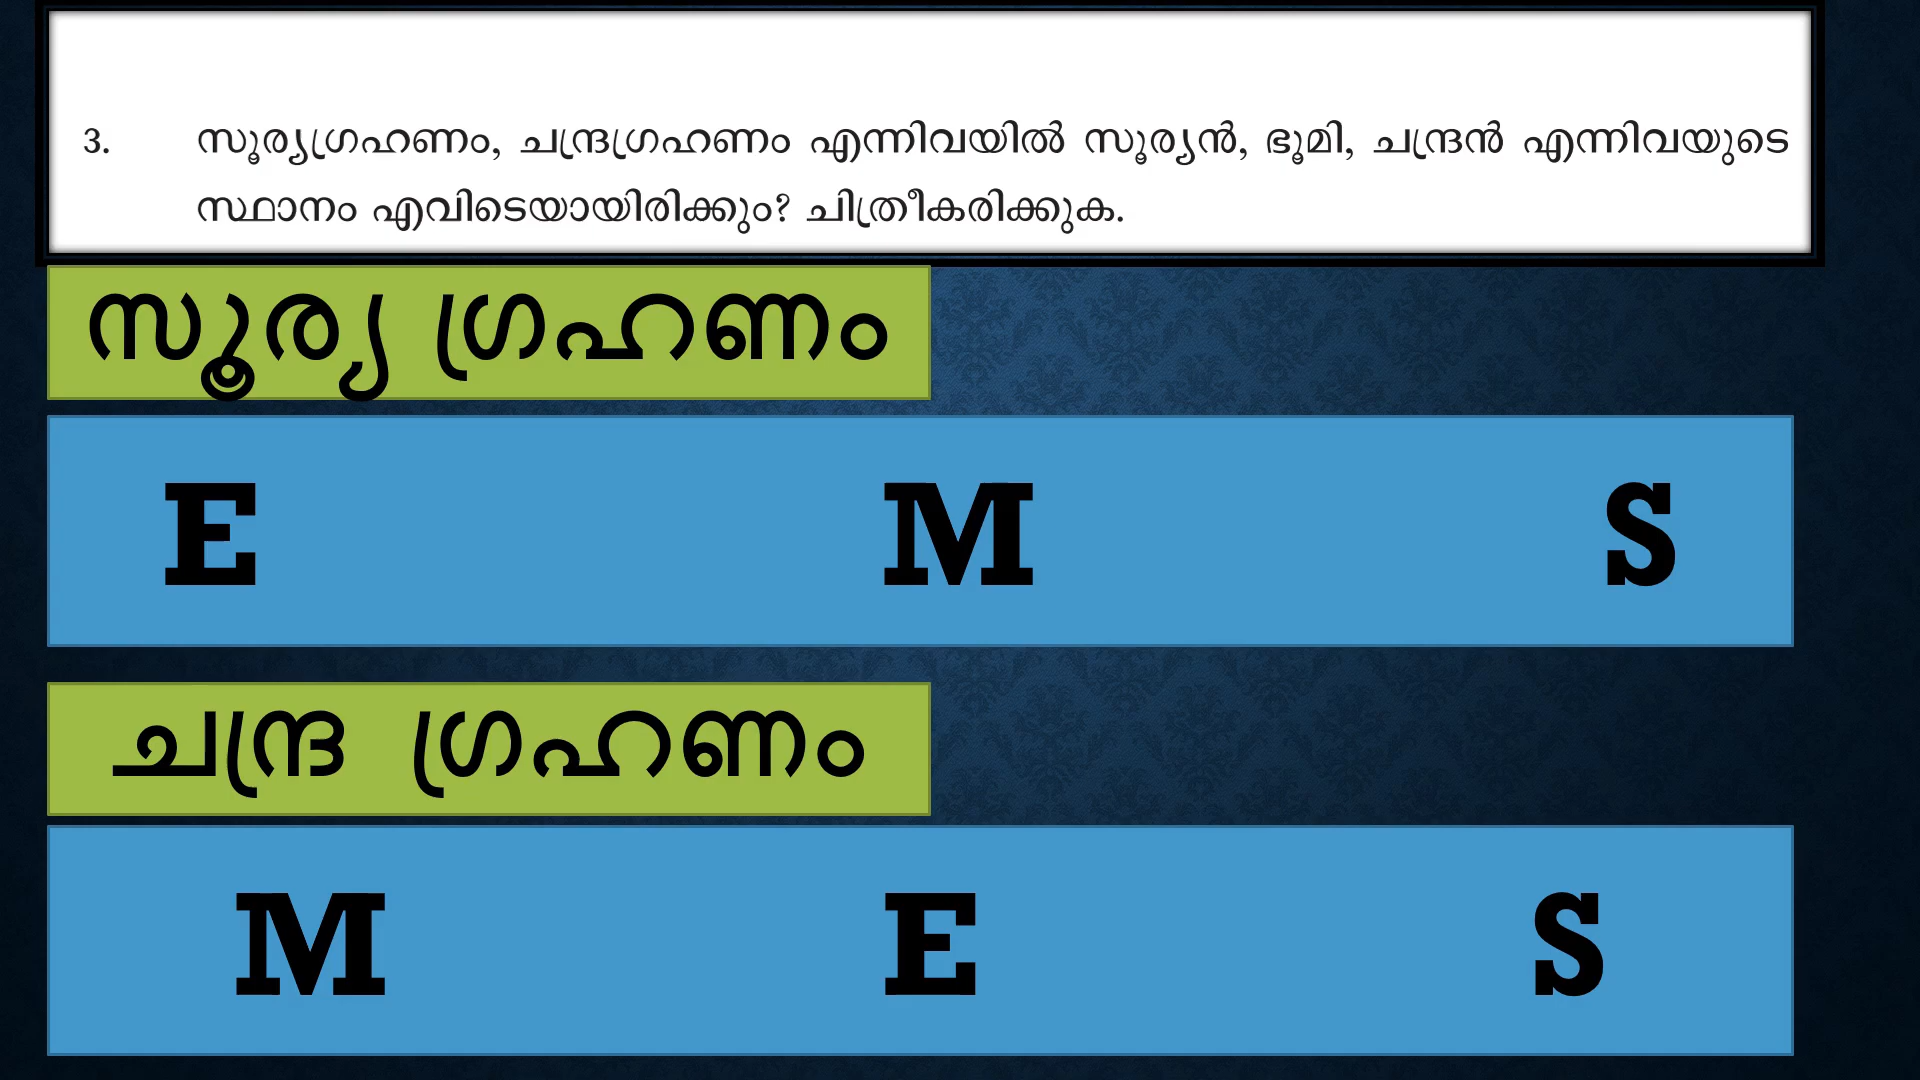 3. സൂര്യഗ്രഹണം, ചന്ദ്രഗ്രഹണം എന്നിവയിൽ സൂര്യൻ, ഭൂമി, ചന്ദ്രൻ എന്നിവയുടെ
സ്ഥാനം എവിടെയായിരിക്കും? ചിത്രീകരിക്കുക.
സൂര്യ ഗ്രഹണം
E M S
ചന്ദ്ര ഗ്രഹണം
M E S